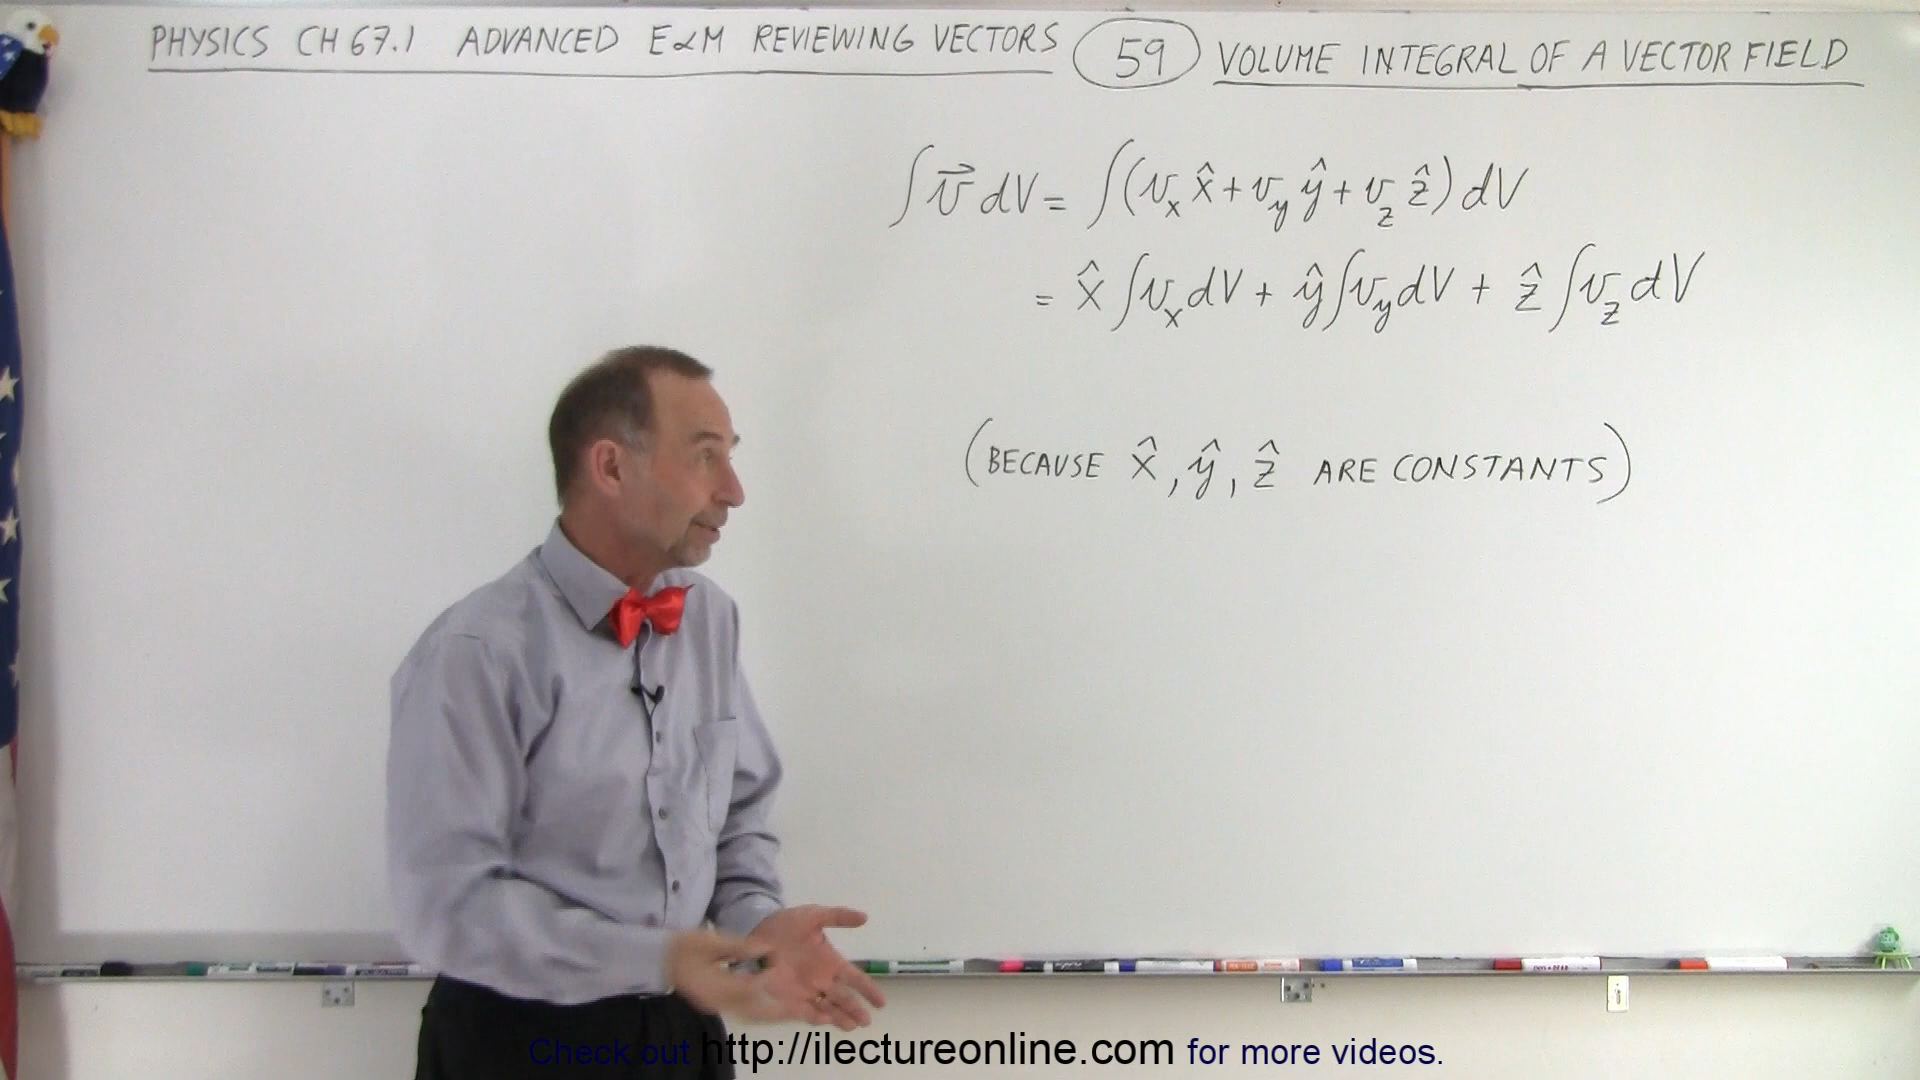 PHYSICS CH 67.1 ADVANCED E&M REVIEWING VECTORS 59 VOLUME INTEGRAL OF A VECTOR FIELD
∫ v⃗ dV = ∫(vₓ x̂ + v_y ŷ + v_z ẑ) dV
= x̂ ∫vₓ dV + ŷ ∫v_y dV + ẑ ∫v_z dV
(BECAUSE x̂, ŷ, ẑ ARE CONSTANTS)
Check out http://ilectureonline.com for more videos.